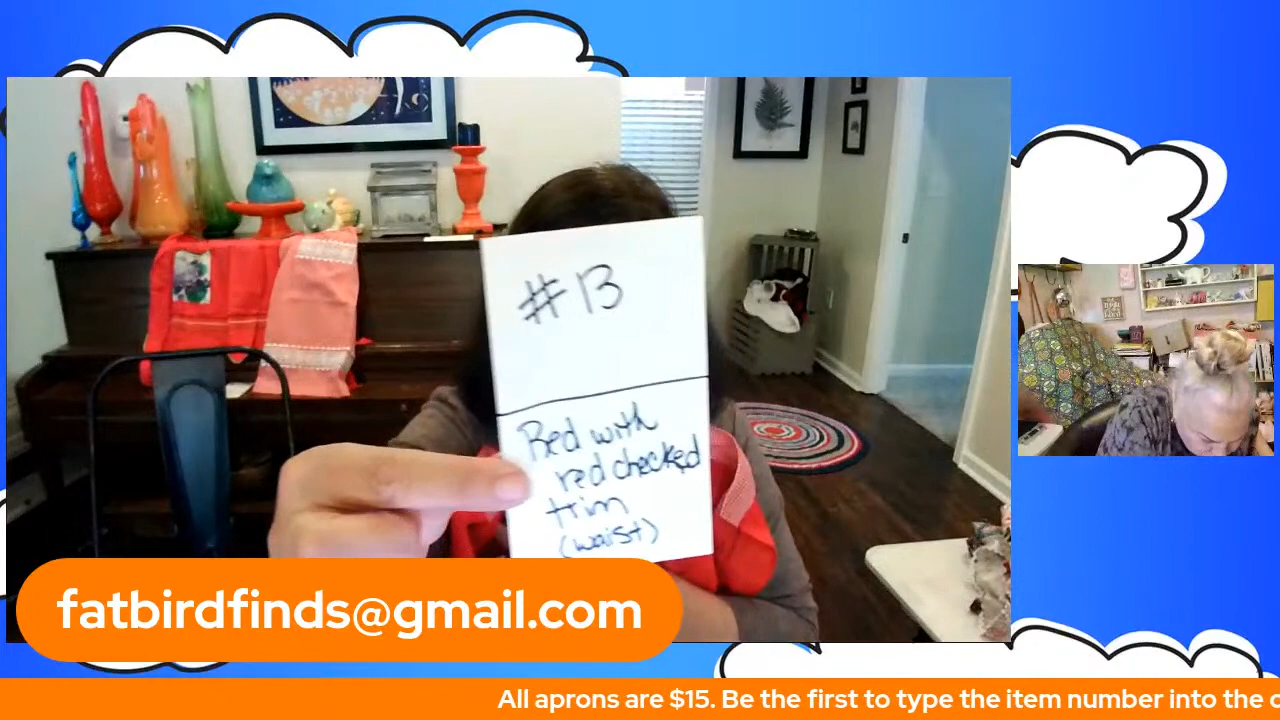 #13
Red with
red checked
trim
(waist)
fatbirdfinds@gmail.com
All aprons are $15. Be the first to type the item number into the c